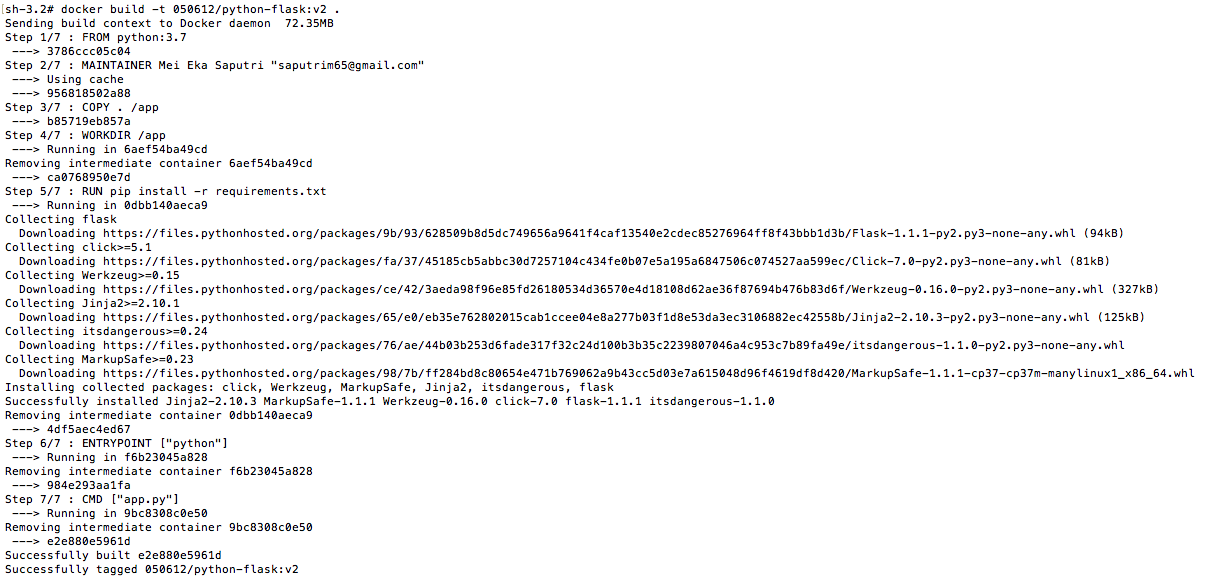 [sh-3.2# docker build -t 050612/python-flask:v2 .
Sending build context to Docker daemon  72.35MB
Step 1/7 : FROM python:3.7
 ---> 3786ccc05c04
Step 2/7 : MAINTAINER Mei Eka Saputri "saputrim65@gmail.com"
 ---> Using cache
 ---> 956818502a88
Step 3/7 : COPY . /app
 ---> b85719eb857a
Step 4/7 : WORKDIR /app
 ---> Running in 6aef54ba49cd
Removing intermediate container 6aef54ba49cd
 ---> ca0768950e7d
Step 5/7 : RUN pip install -r requirements.txt
 ---> Running in 0dbb140aeca9
Collecting flask
  Downloading https://files.pythonhosted.org/packages/9b/93/628509b8d5dc749656a9641f4caf13540e2cdec85276964ff8f43bbb1d3b/Flask-1.1.1-py2.py3-none-any.whl (94kB)
Collecting click>=5.1
  Downloading https://files.pythonhosted.org/packages/fa/37/45185cb5abbc30d7257104c434fe0b07e5a195a6847506c074527aa599ec/Click-7.0-py2.py3-none-any.whl (81kB)
Collecting Werkzeug>=0.15
  Downloading https://files.pythonhosted.org/packages/ce/42/3aeda98f96e85fd26180534d36570e4d18108d62ae36f87694b476b83d6f/Werkzeug-0.16.0-py2.py3-none-any.whl (327kB)
Collecting Jinja2>=2.10.1
  Downloading https://files.pythonhosted.org/packages/65/e0/eb35e762802015cab1ccee04e8a277b03f1d8e53da3ec3106882ec42558b/Jinja2-2.10.3-py2.py3-none-any.whl (125kB)
Collecting itsdangerous>=0.24
  Downloading https://files.pythonhosted.org/packages/76/ae/44b03b253d6fade317f32c24d100b3b35c2239807046a4c953c7b89fa49e/itsdangerous-1.1.0-py2.py3-none-any.whl
Collecting MarkupSafe>=0.23
  Downloading https://files.pythonhosted.org/packages/98/7b/ff284bd8c80654e471b769062a9b43cc5d03e7a615048d96f4619df8d420/MarkupSafe-1.1.1-cp37-cp37m-manylinux1_x86_64.whl
Installing collected packages: click, Werkzeug, MarkupSafe, Jinja2, itsdangerous, flask
Successfully installed Jinja2-2.10.3 MarkupSafe-1.1.1 Werkzeug-0.16.0 click-7.0 flask-1.1.1 itsdangerous-1.1.0
Removing intermediate container 0dbb140aeca9
 ---> 4df5aec4ed67
Step 6/7 : ENTRYPOINT ["python"]
 ---> Running in f6b23045a828
Removing intermediate container f6b23045a828
 ---> 984e293aa1fa
Step 7/7 : CMD ["app.py"]
 ---> Running in 9bc8308c0e50
Removing intermediate container 9bc8308c0e50
 ---> e2e880e5961d
Successfully built e2e880e5961d
Successfully tagged 050612/python-flask:v2